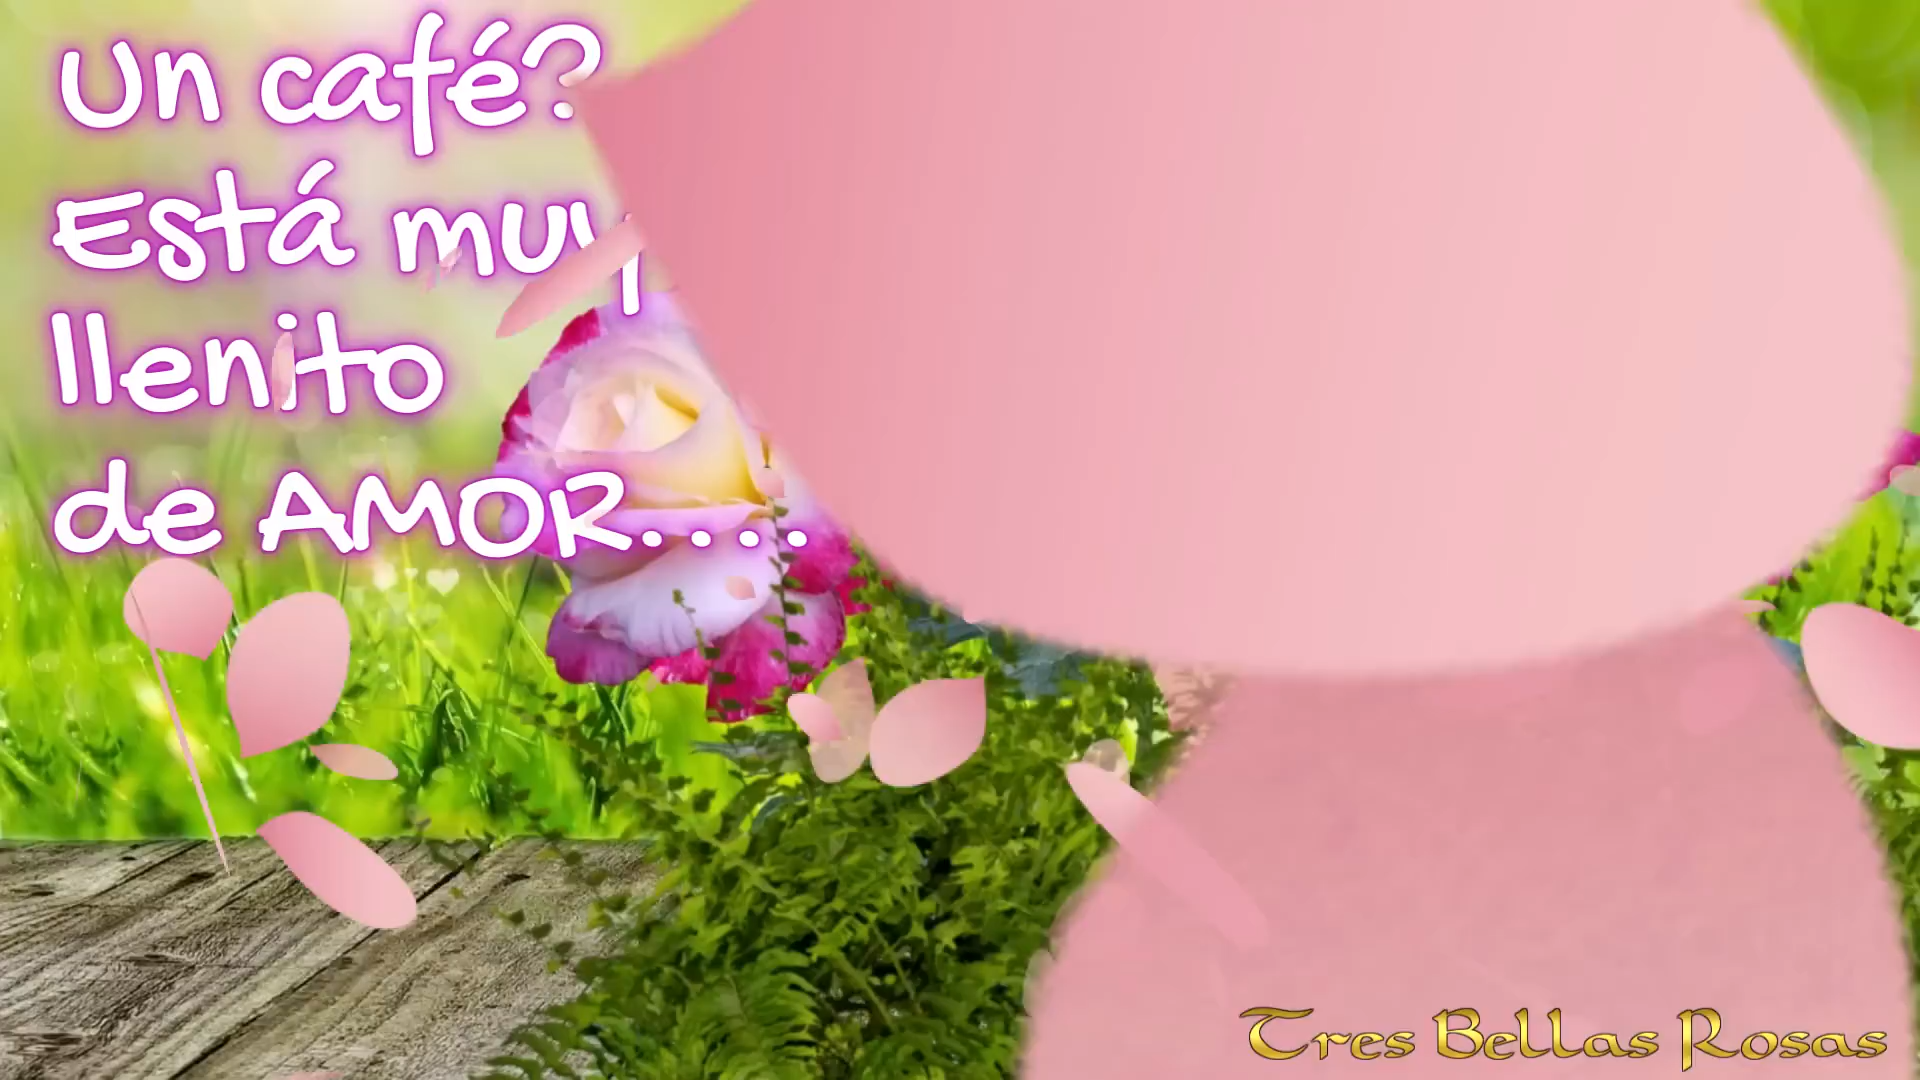 Un café?
Está muy
llenito
de AMOR....
Tres Bellas Rosas